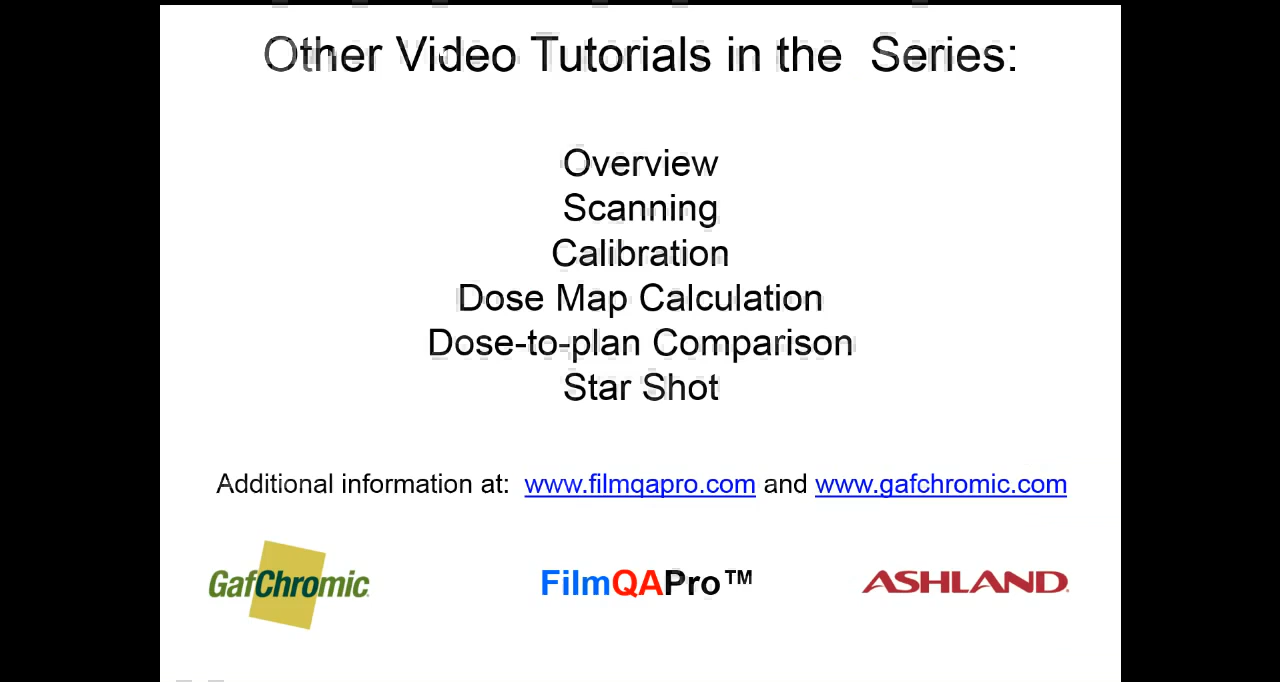 Other Video Tutorials in the  Series:
Overview
Scanning
Calibration
Dose Map Calculation
Dose-to-plan Comparison
Star Shot
Additional information at:  www.filmqapro.com and www.gafchromic.com
GafChromic
FilmQAPro™
ASHLAND